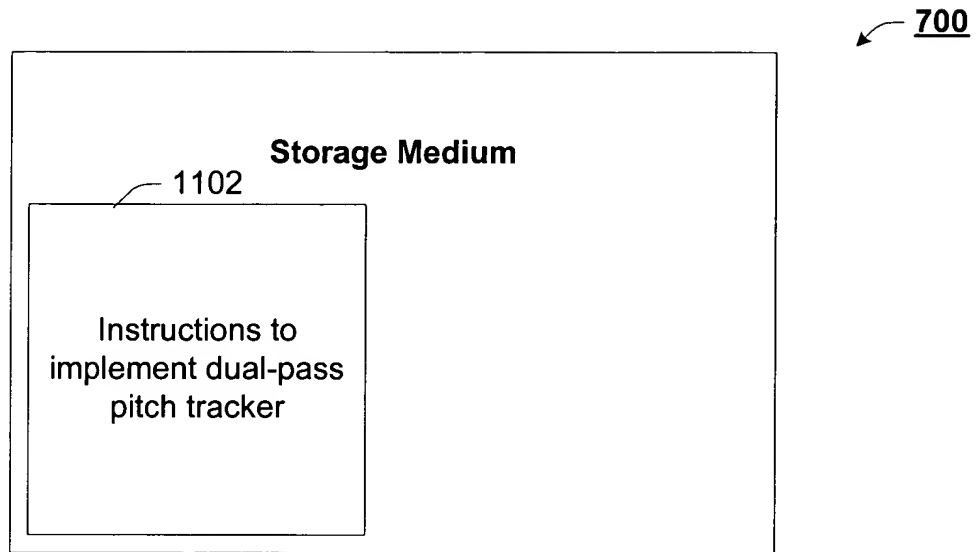 700
Storage Medium
1102
Instructions to
implement dual-pass
pitch tracker